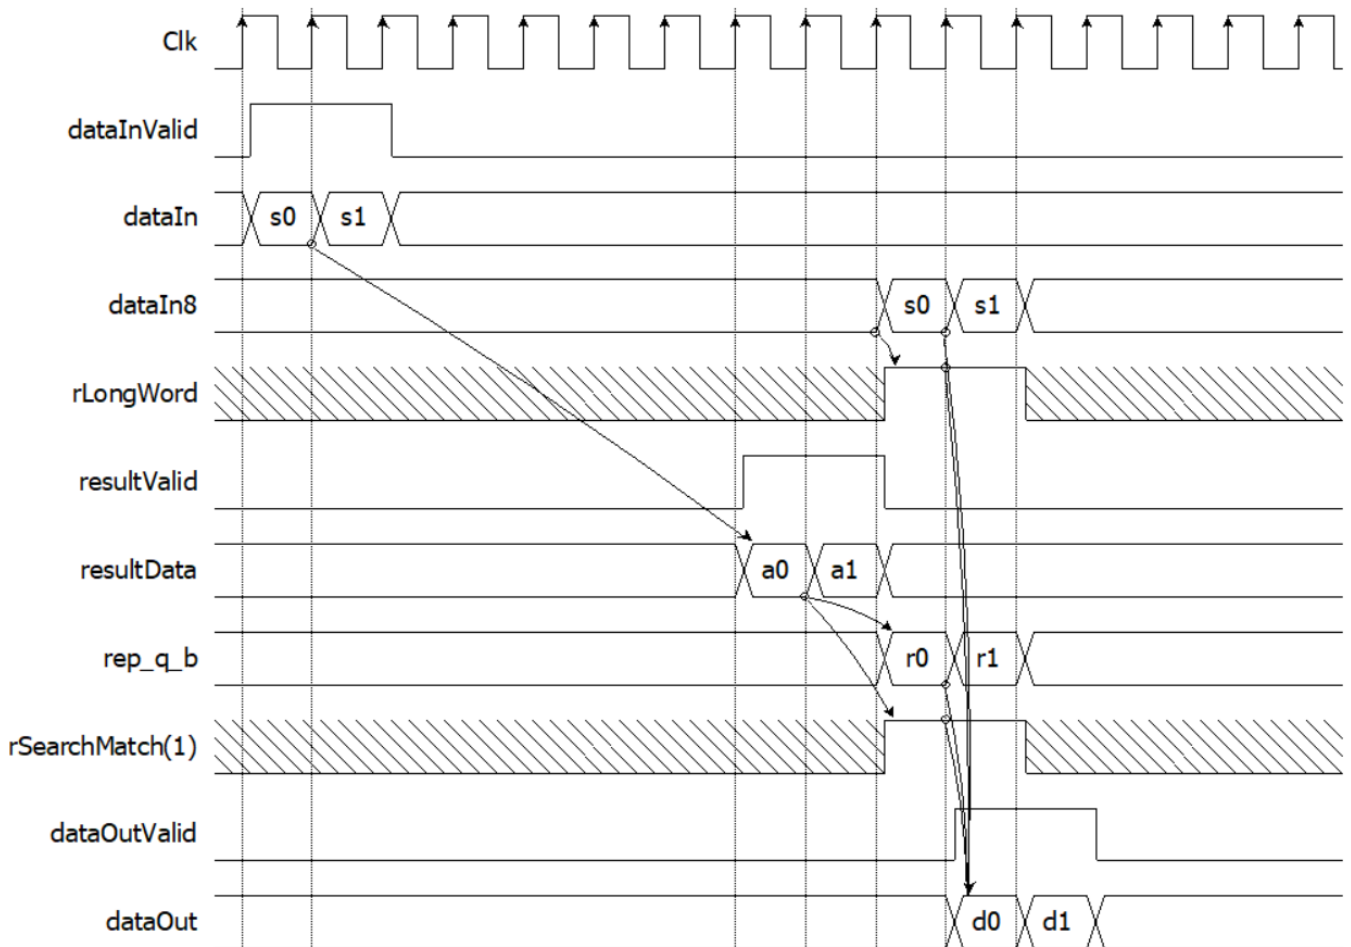 Clk
dataInValid
dataIn s0 s1
dataIn8 s0 s1
rLongWord
resultValid
resultData a0 a1
rep_q_b r0 r1
rSearchMatch(1)
dataOutValid
dataOut d0 d1